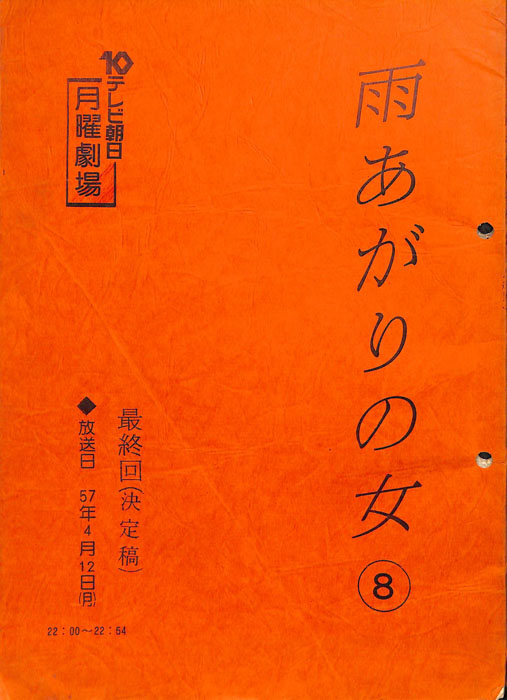 雨あがりの女⑧
10テレビ朝日
月曜劇場
最終回(決定稿)
◆放送日 57年4月12日(月)
22:00〜22:54